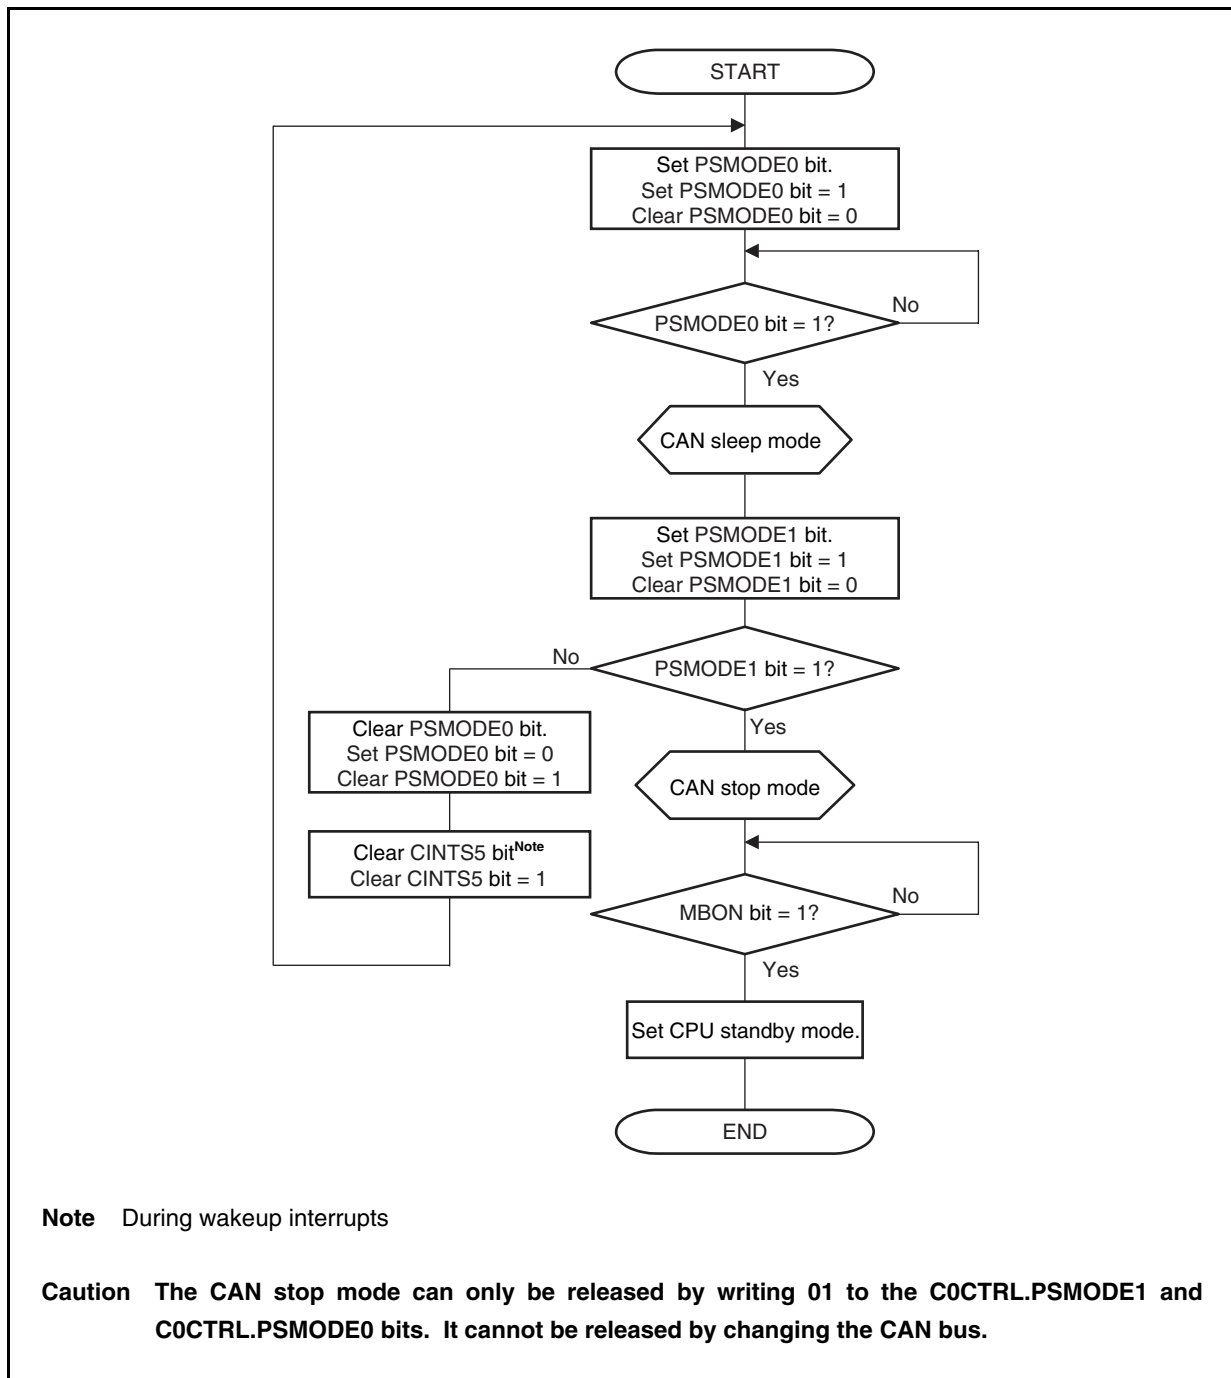 START
Set PSMODE0 bit.
Set PSMODE0 bit = 1
Clear PSMODE0 bit = 0
No
PSMODE0 bit = 1?
Yes
CAN sleep mode
Set PSMODE1 bit.
Set PSMODE1 bit = 1
Clear PSMODE1 bit = 0
No
PSMODE1 bit = 1?
Yes
Clear PSMODE0 bit.
Set PSMODE0 bit = 0
Clear PSMODE0 bit = 1
CAN stop mode
Clear CINTS5 bitNote
Clear CINTS5 bit = 1
No
MBON bit = 1?
Yes
Set CPU standby mode.
END
Note During wakeup interrupts
Caution The CAN stop mode can only be released by writing 01 to the C0CTRL.PSMODE1 and
C0CTRL.PSMODE0 bits. It cannot be released by changing the CAN bus.